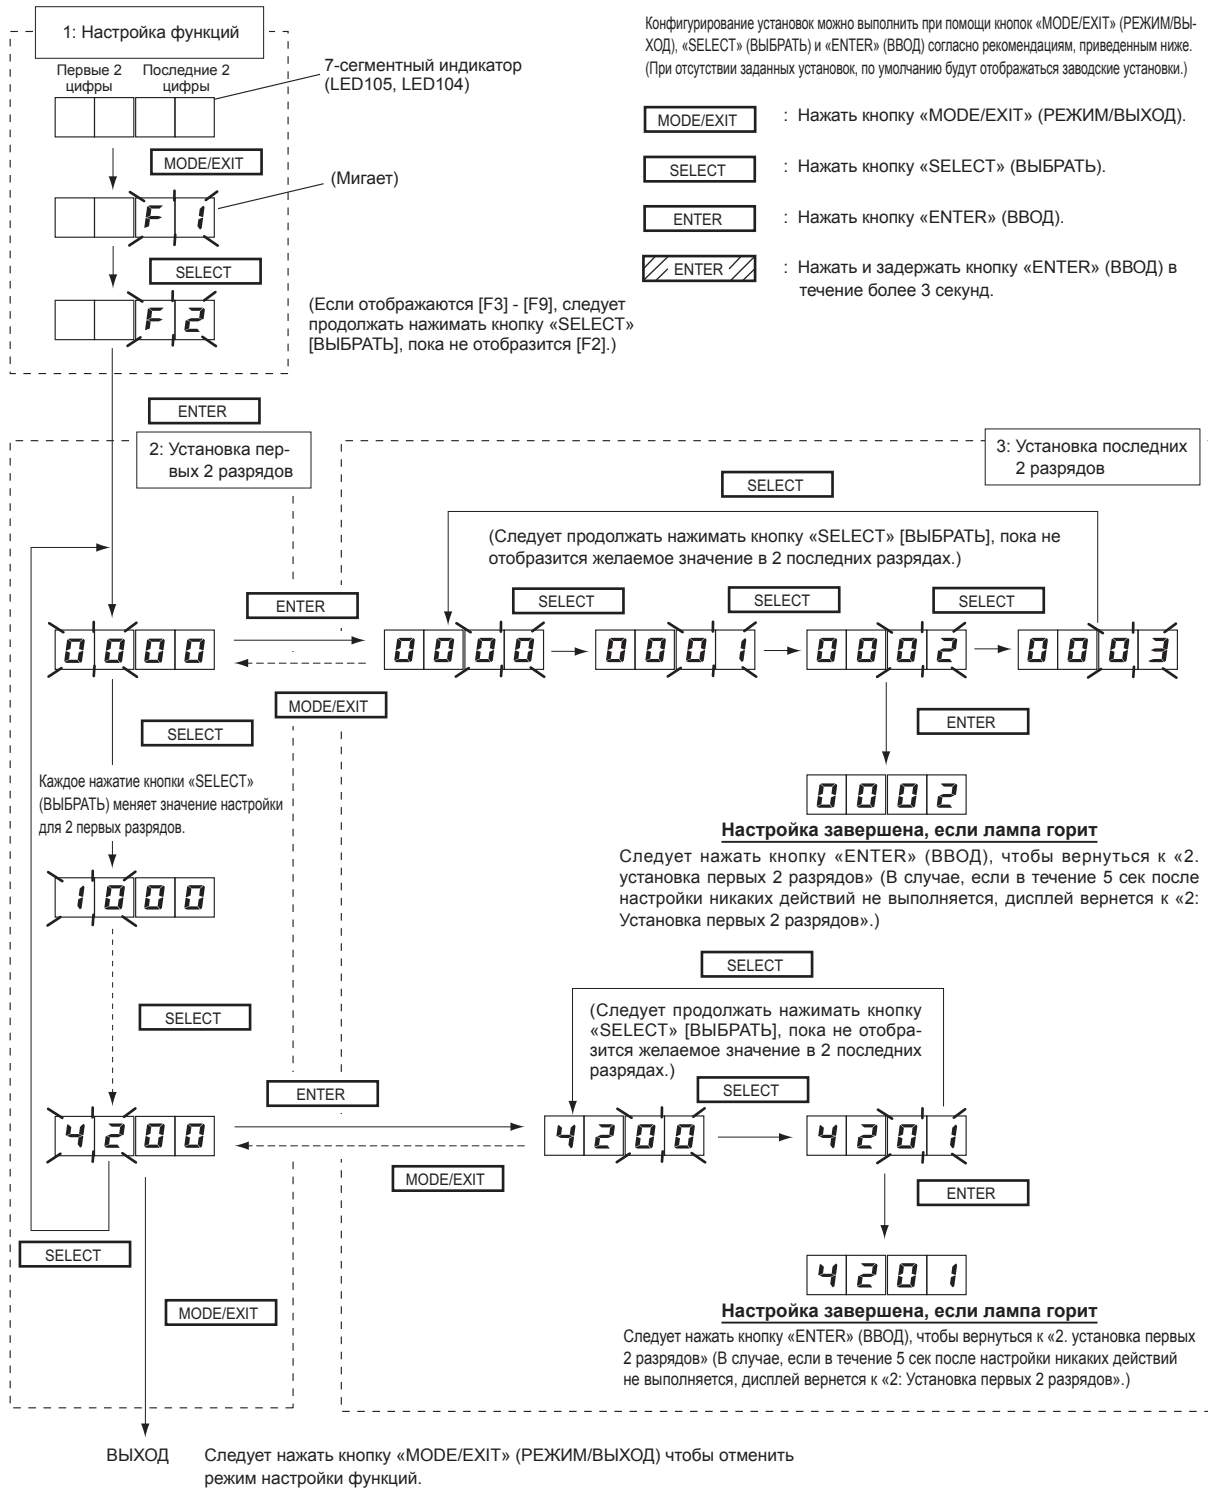 1: Настройка функций
Первые 2
цифры
Последние 2
цифры
7-сегментный индикатор
(LED105, LED104)
MODE/EXIT
(Мигает)
F 1
SELECT
F 2
(Если отображаются [F3] - [F9], следует
продолжать нажимать кнопку «SELECT»
[ВЫБРАТЬ], пока не отобразится [F2].)
ENTER
Конфигурирование установок можно выполнить при помощи кнопок «MODE/EXIT» (РЕЖИМ/ВЫ-
ХОД), «SELECT» (ВЫБРАТЬ) и «ENTER» (ВВОД) согласно рекомендациям, приведенным ниже.
(При отсутствии заданных установок, по умолчанию будут отображаться заводские установки.)
MODE/EXIT : Нажать кнопку «MODE/EXIT» (РЕЖИМ/ВЫХОД).
SELECT : Нажать кнопку «SELECT» (ВЫБРАТЬ).
ENTER : Нажать кнопку «ENTER» (ВВОД).
ENTER : Нажать и задержать кнопку «ENTER» (ВВОД) в
течение более 3 секунд.
2: Установка пер-
вых 2 разрядов
3: Установка последних
2 разрядов
SELECT
(Следует продолжать нажимать кнопку «SELECT» [ВЫБРАТЬ], пока не
отобразится желаемое значение в 2 последних разрядах.)
ENTER
SELECT
SELECT
SELECT
0 0 0 0
0 0 0 0
0 0 0 1
0 0 0 2
0 0 0 3
MODE/EXIT
SELECT
ENTER
Каждое нажатие кнопки «SELECT»
(ВЫБРАТЬ) меняет значение настройки
для 2 первых разрядов.
0 0 0 2
Настройка завершена, если лампа горит
Следует нажать кнопку «ENTER» (ВВОД), чтобы вернуться к «2.
установка первых 2 разрядов» (В случае, если в течение 5 сек после
настройки никаких действий не выполняется, дисплей вернется к «2:
Установка первых 2 разрядов».)
1 0 0 0
SELECT
SELECT
(Следует продолжать нажимать кнопку
«SELECT» [ВЫБРАТЬ], пока не отобра-
зится желаемое значение в 2 последних
разрядах.)
ENTER
SELECT
4 2 0 0
4 2 0 0
4 2 0 1
MODE/EXIT
ENTER
SELECT
4 2 0 1
MODE/EXIT
Настройка завершена, если лампа горит
Следует нажать кнопку «ENTER» (ВВОД), чтобы вернуться к «2. установка первых
2 разрядов» (В случае, если в течение 5 сек после настройки никаких действий
не выполняется, дисплей вернется к «2: Установка первых 2 разрядов».)
ВЫХОД
Следует нажать кнопку «MODE/EXIT» (РЕЖИМ/ВЫХОД) чтобы отменить
режим настройки функций.